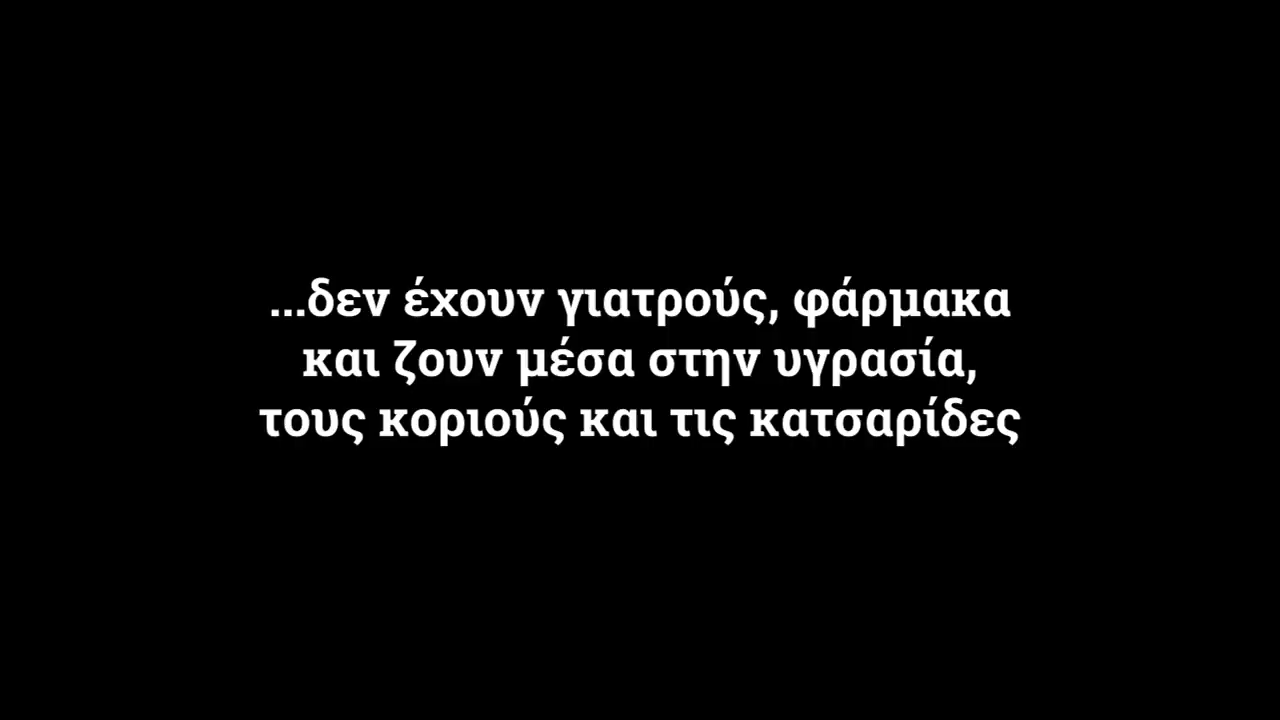 ...δεν έχουν γιατρούς, φάρμακα
και ζουν μέσα στην υγρασία,
τους κοριούς και τις κατσαρίδες